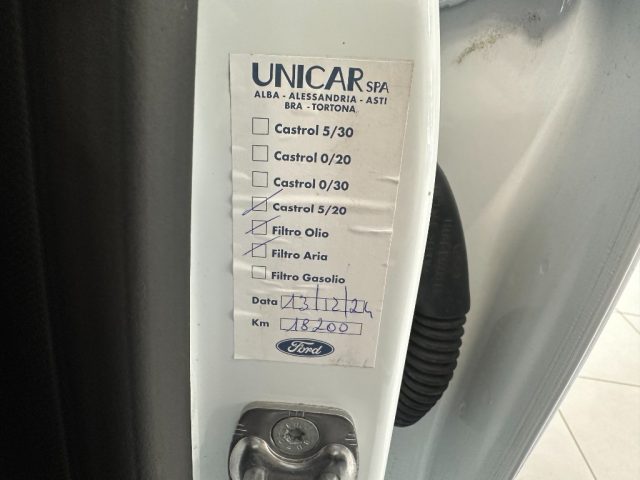 UNICAR SPA
ALBA - ALESSANDRIA - ASTI
BRA - TORTONA
Castrol 5/30
Castrol 0/20
Castrol 0/30
Castrol 5/20
Filtro Olio
Filtro Aria
Filtro Gasolio
Data 13/12/24
Km 18200
Ford